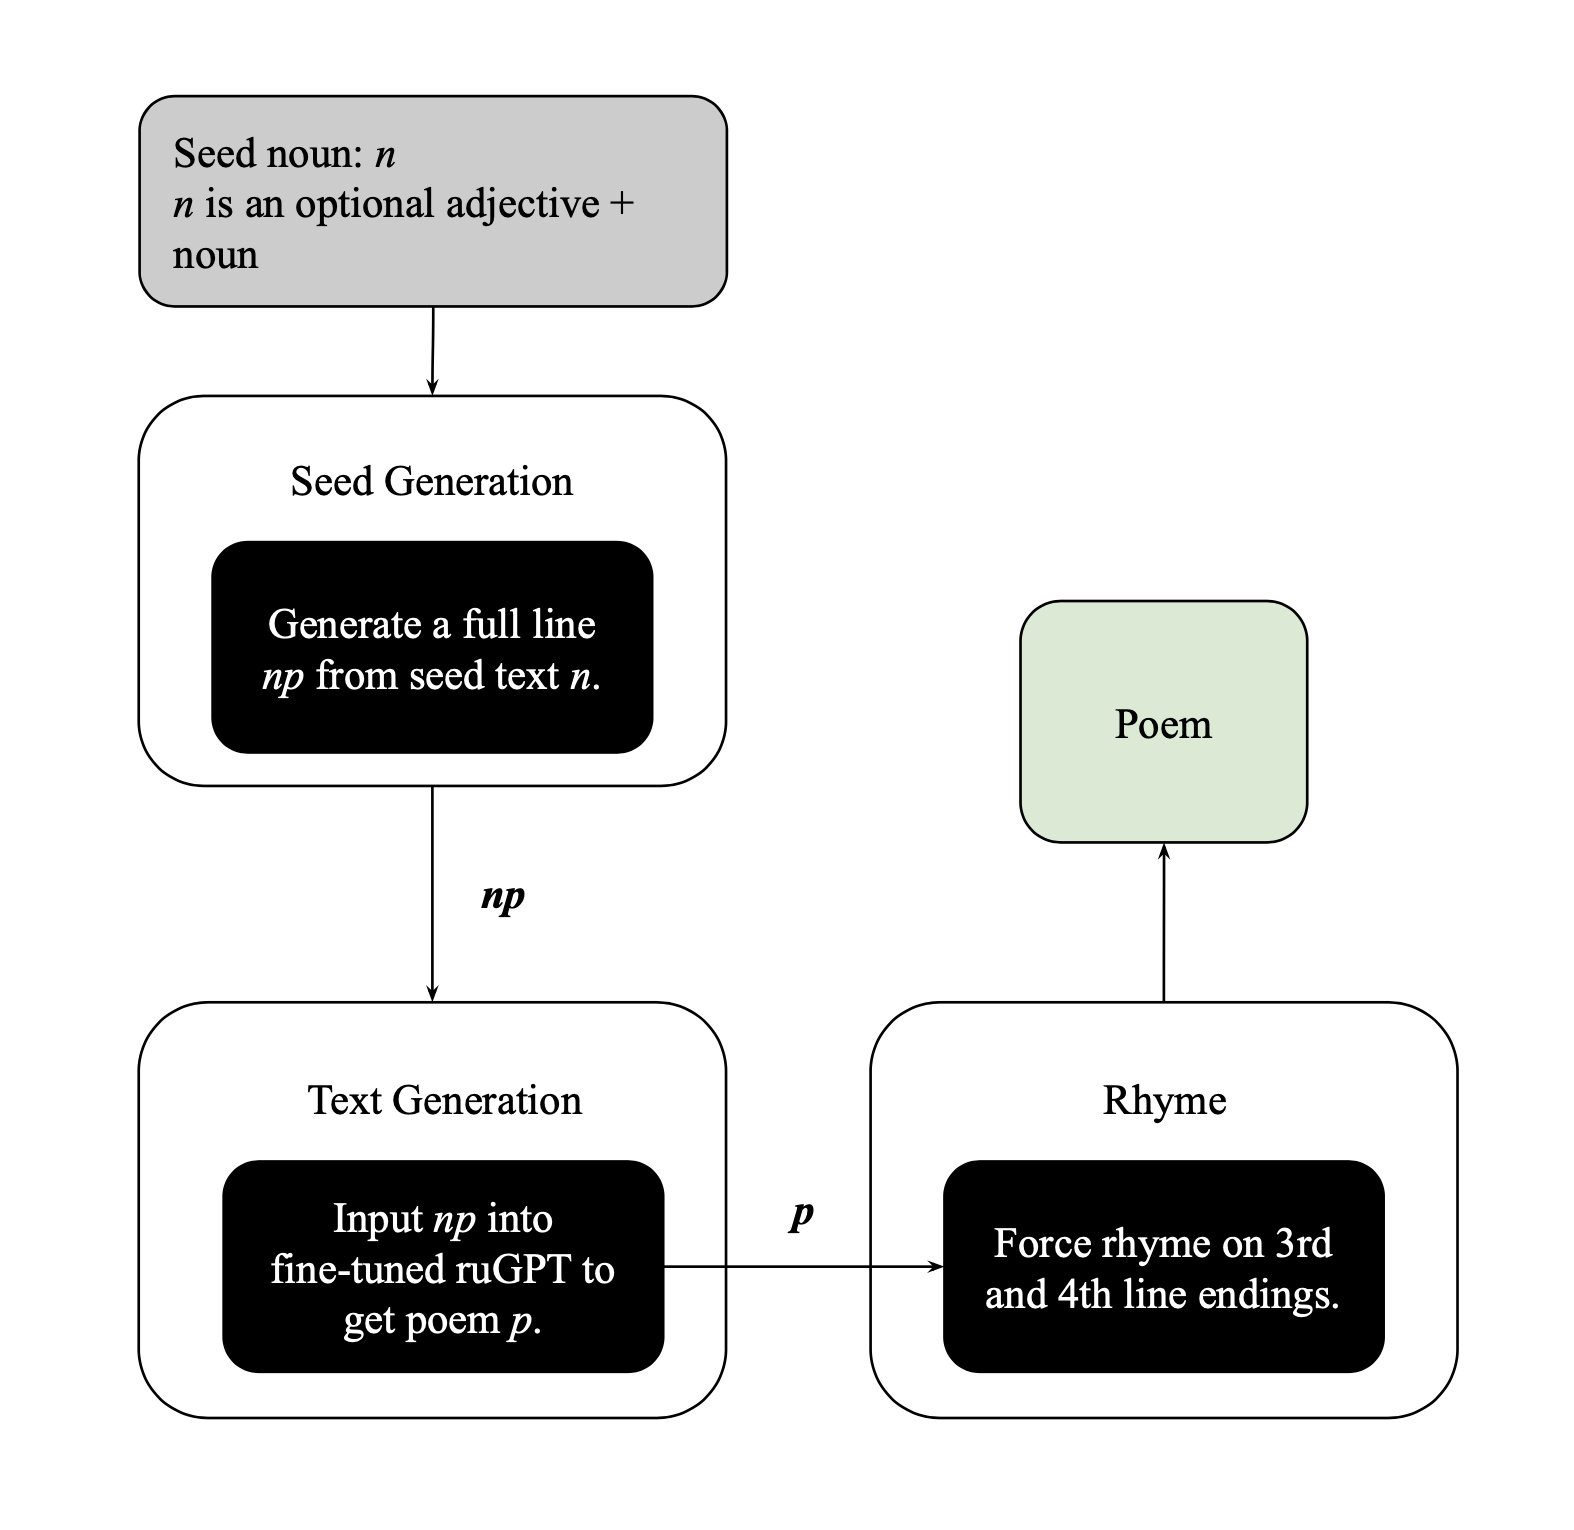 Seed noun: n
n is an optional adjective +
noun
Seed Generation
Generate a full line
np from seed text n.
np
Text Generation
Input np into
fine-tuned ruGPT to
get poem p.
p
Rhyme
Force rhyme on 3rd
and 4th line endings.
Poem